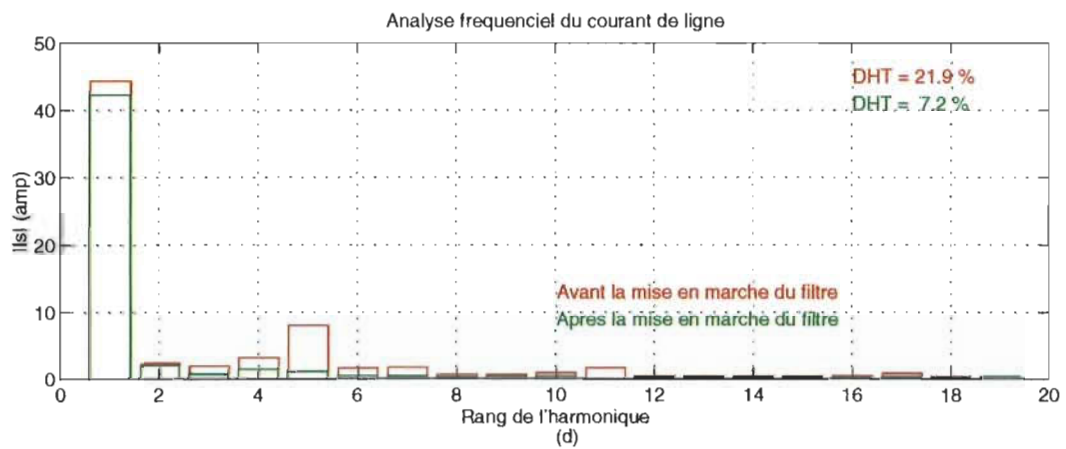 Analyse frequenciel du courant de ligne
50
40
30
20
10
0
|Is| (amp)
DHT = 21.9 %
DHT = 7.2 %
Avant la mise en marche du filtre
Apres la mise en marche du filtre
0 2 4 6 8 10 12 14 16 18 20
Rang de l'harmonique
(d)